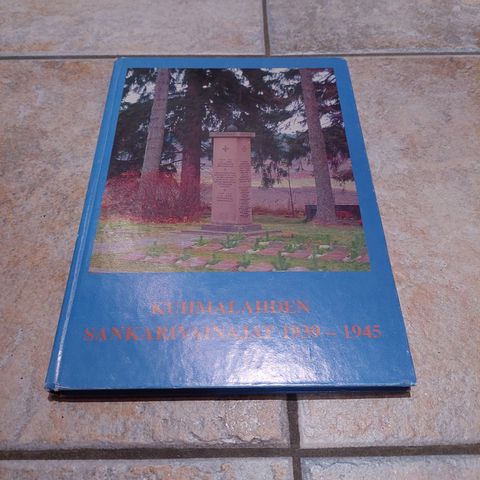 KUHMALAHDEN
SANKARIVAINAJAT 1939 – 1945